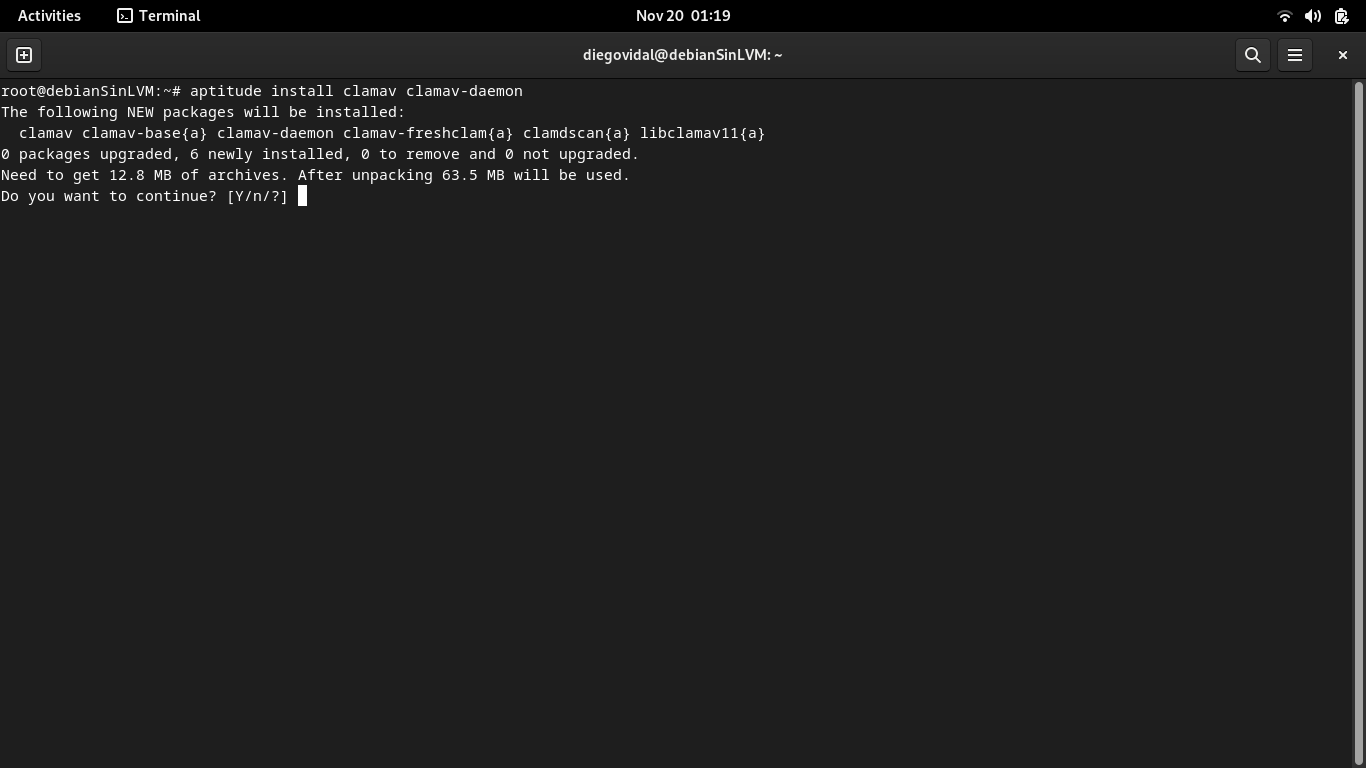 Activities Terminal Nov 20 01:19
diegovidal@debianSinLVM: ~
root@debianSinLVM:~# aptitude install clamav clamav-daemon
The following NEW packages will be installed:
  clamav clamav-base{a} clamav-daemon clamav-freshclam{a} clamdscan{a} libclamav11{a}
0 packages upgraded, 6 newly installed, 0 to remove and 0 not upgraded.
Need to get 12.8 MB of archives. After unpacking 63.5 MB will be used.
Do you want to continue? [Y/n/?]